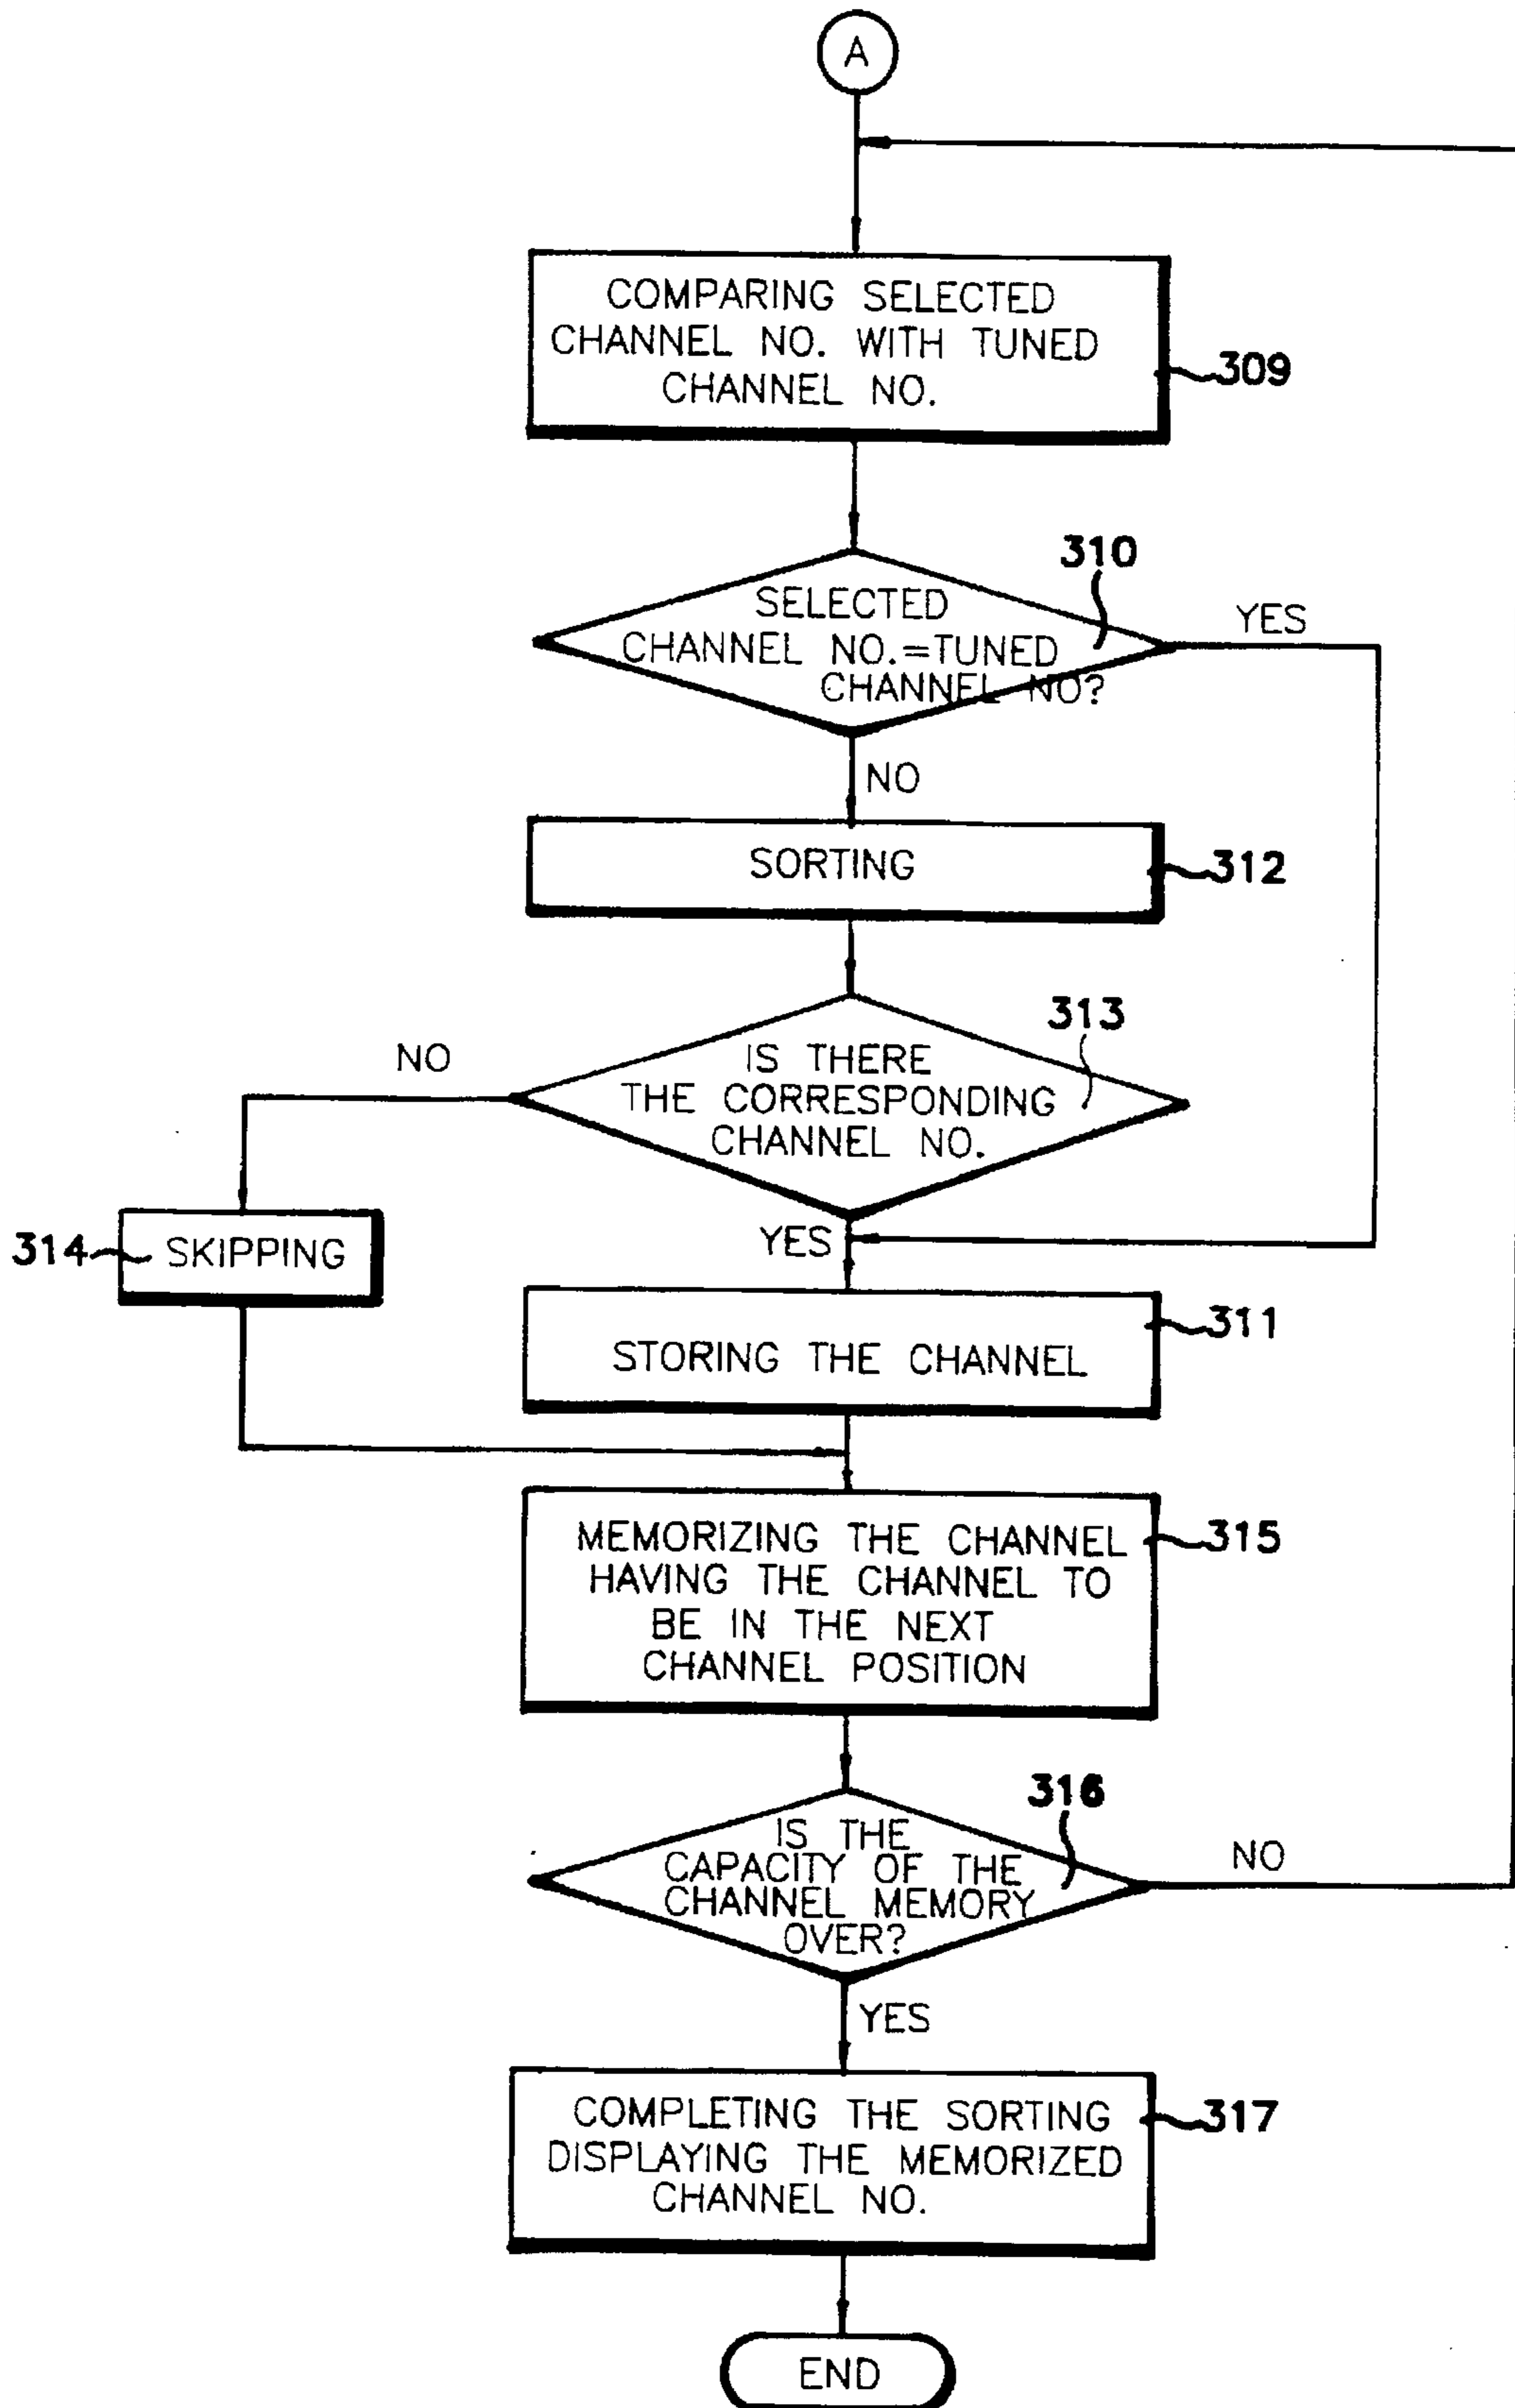 A
COMPARING SELECTED
CHANNEL NO. WITH TUNED
CHANNEL NO.
309
310
SELECTED
CHANNEL NO.=TUNED
CHANNEL NO?
YES
NO
SORTING
312
313
NO
IS THERE
THE CORRESPONDING
CHANNEL NO.
YES
314
SKIPPING
311
STORING THE CHANNEL
MEMORIZING THE CHANNEL
HAVING THE CHANNEL TO
BE IN THE NEXT
CHANNEL POSITION
315
316
IS THE
CAPACITY OF THE
CHANNEL MEMORY
OVER?
NO
YES
COMPLETING THE SORTING
DISPLAYING THE MEMORIZED
CHANNEL NO.
317
END